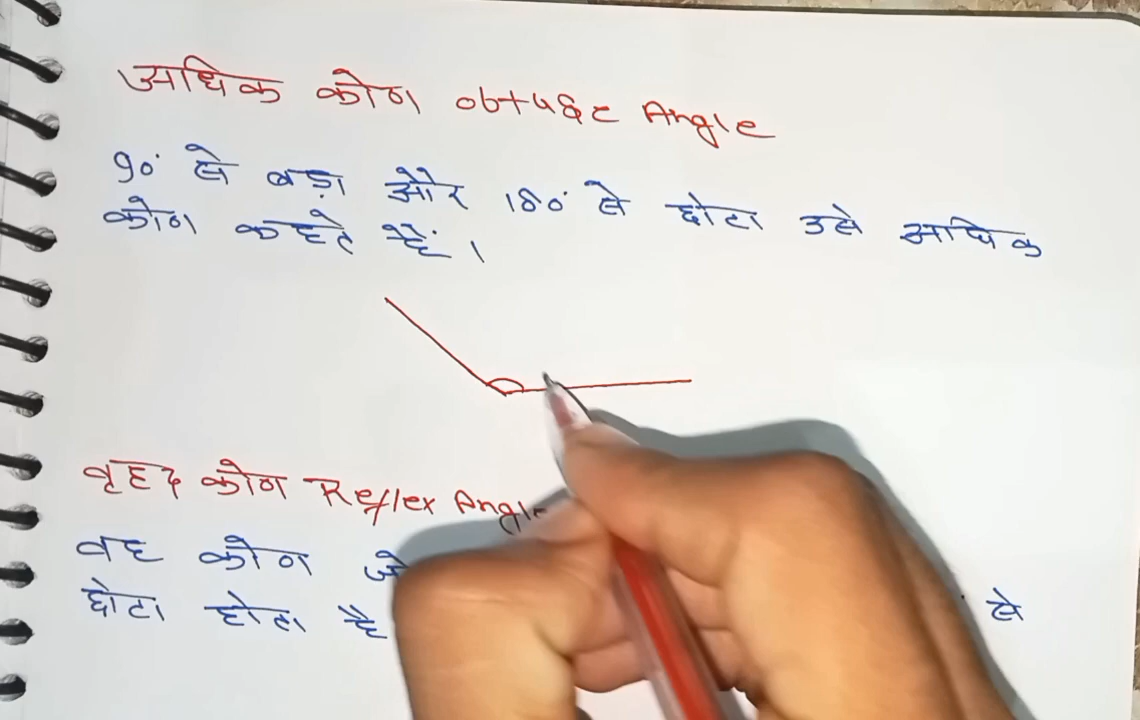 अधिक कोण obtuse Angle
90° से बड़ा और 180° से छोटा उसे अधिक
कोण कहते हैं।
वृहद कोण Reflex Angle
वह कोण जो से
छोटा होता है